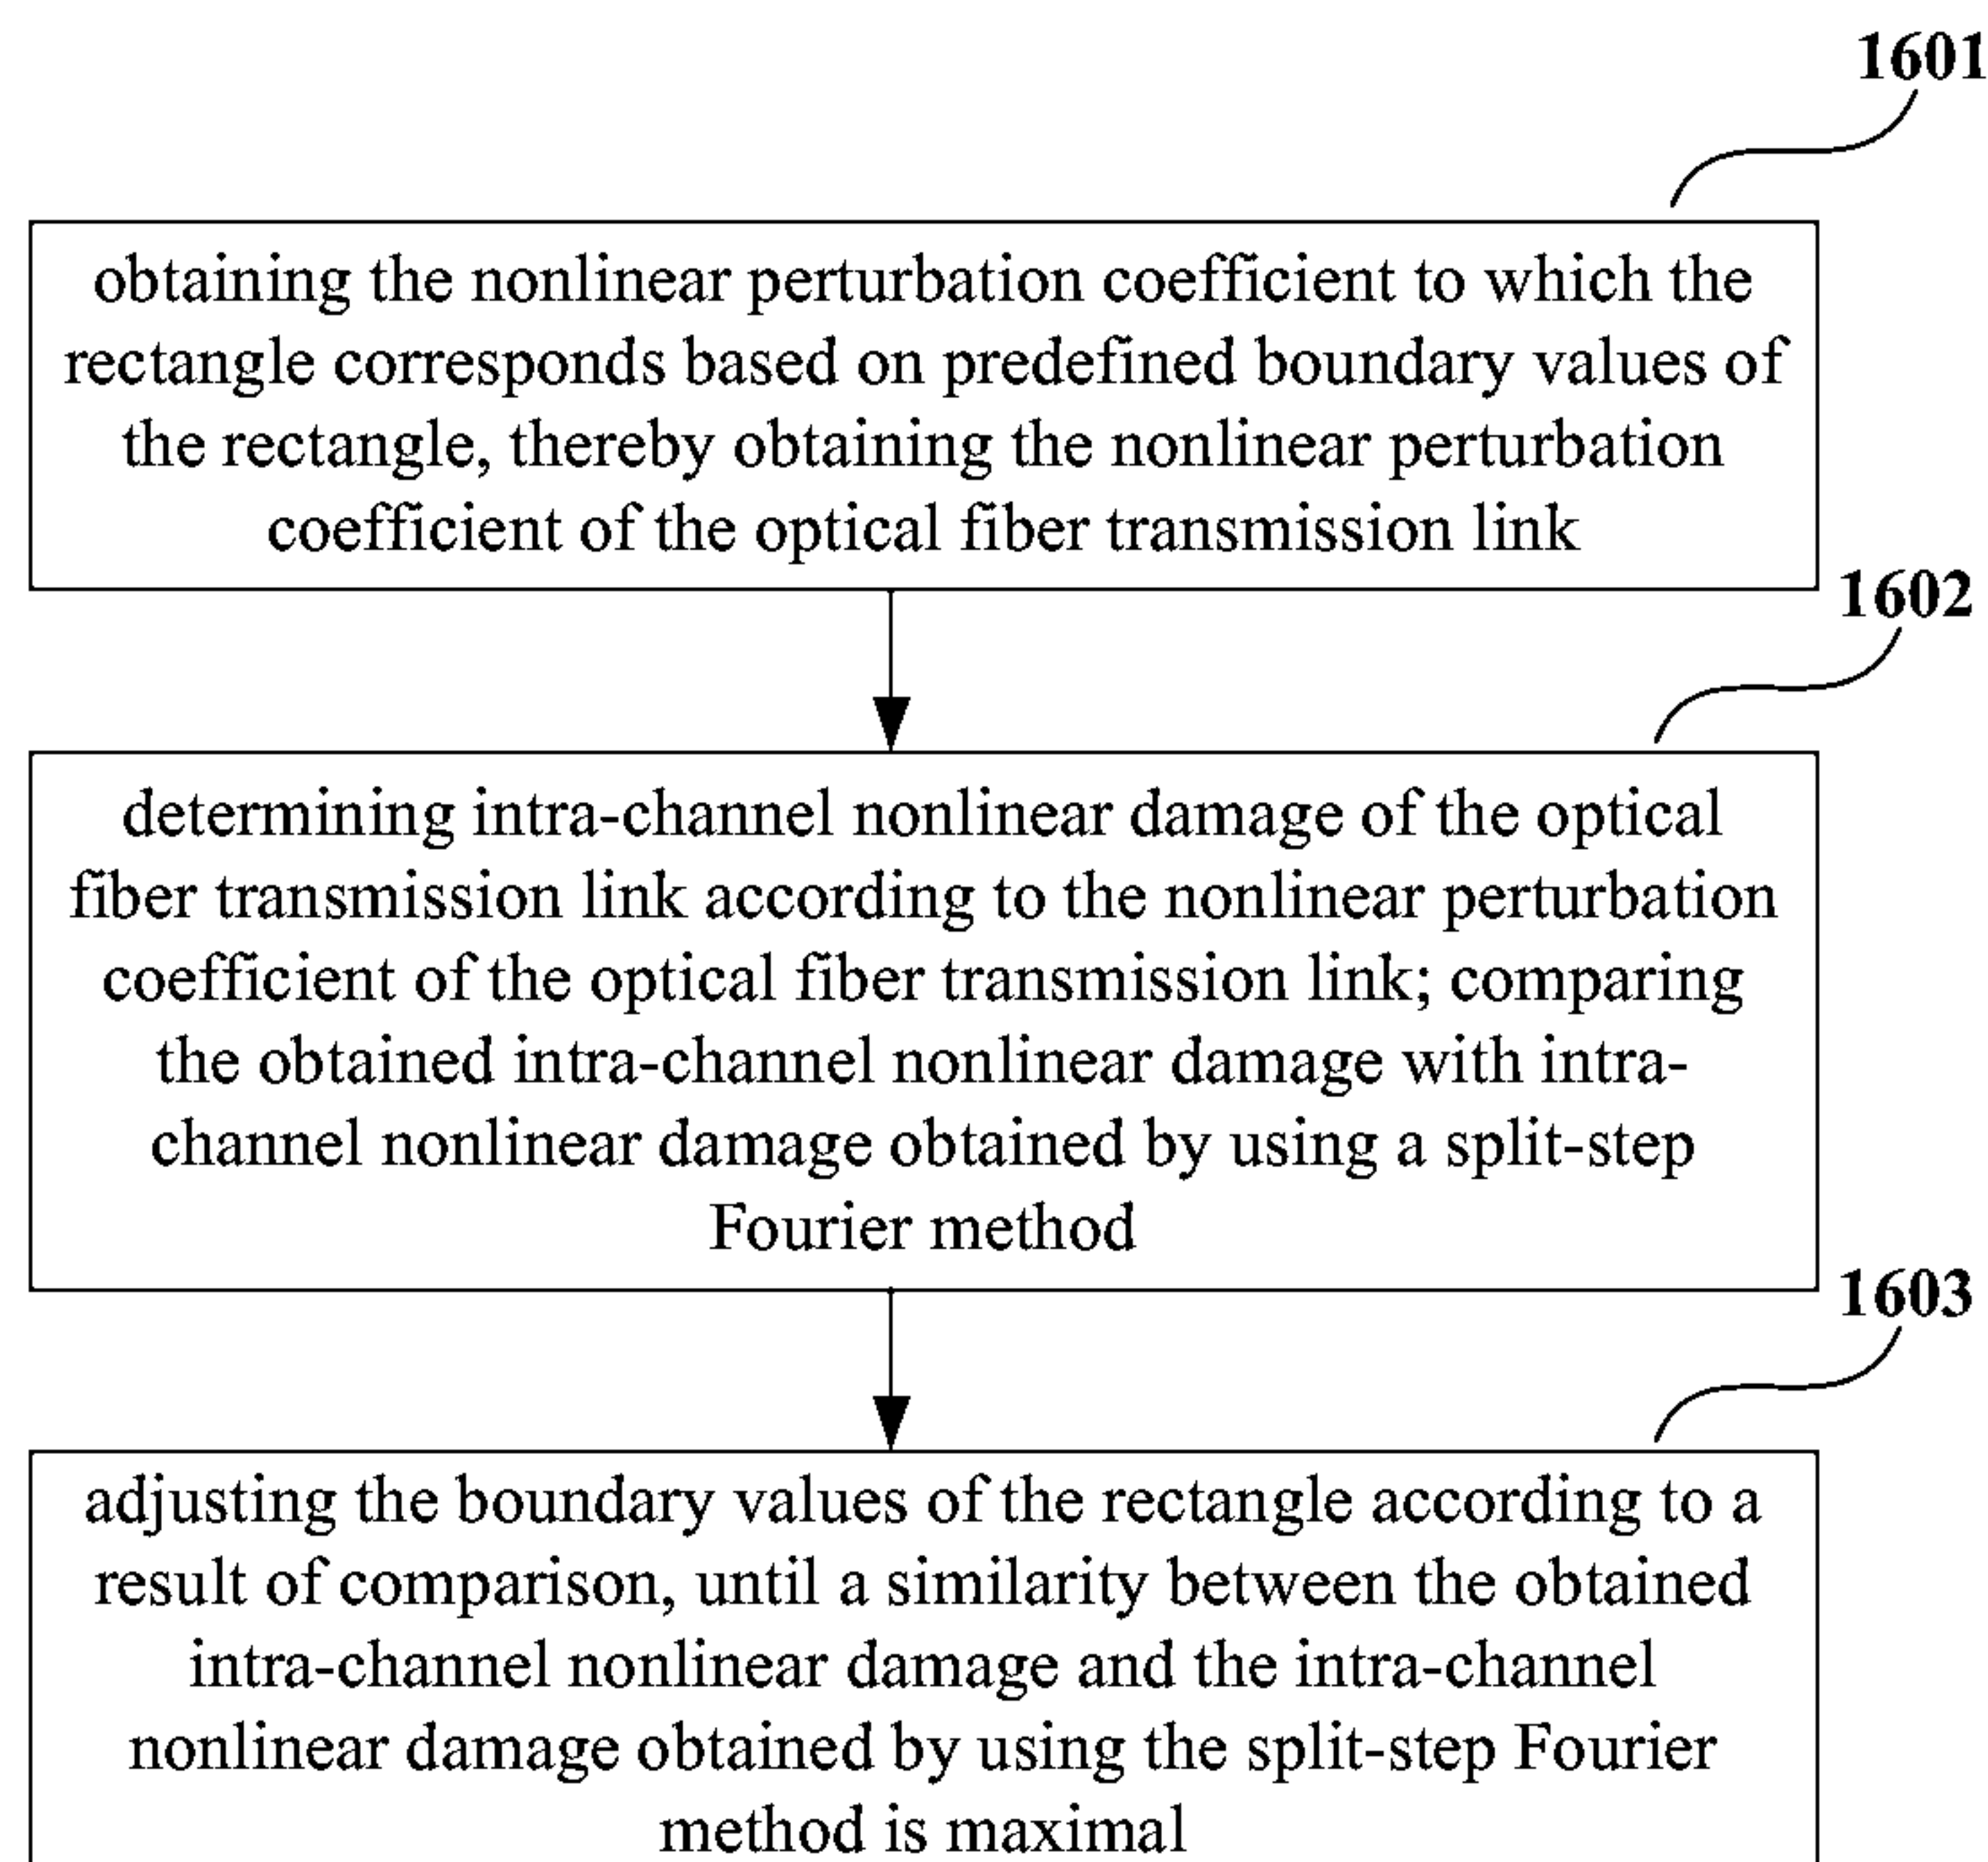 1601
obtaining the nonlinear perturbation coefficient to which the
rectangle corresponds based on predefined boundary values of
the rectangle, thereby obtaining the nonlinear perturbation
coefficient of the optical fiber transmission link
1602
determining intra-channel nonlinear damage of the optical
fiber transmission link according to the nonlinear perturbation
coefficient of the optical fiber transmission link; comparing
the obtained intra-channel nonlinear damage with intra-
channel nonlinear damage obtained by using a split-step
Fourier method
1603
adjusting the boundary values of the rectangle according to a
result of comparison, until a similarity between the obtained
intra-channel nonlinear damage and the intra-channel
nonlinear damage obtained by using the split-step Fourier
method is maximal